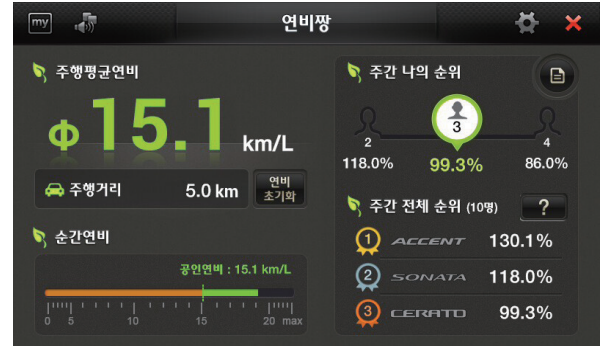 my
연비짱
주행평균연비
Φ15.1 km/L
주행거리 5.0 km
연비
초기화
순간연비
공인연비 : 15.1 km/L
0 5 10 15 20 max
주간 나의 순위
3
2 4
118.0% 99.3% 86.0%
주간 전체 순위 (10명) ?
1 ACCENT 130.1%
2 SONATA 118.0%
3 CERATO 99.3%